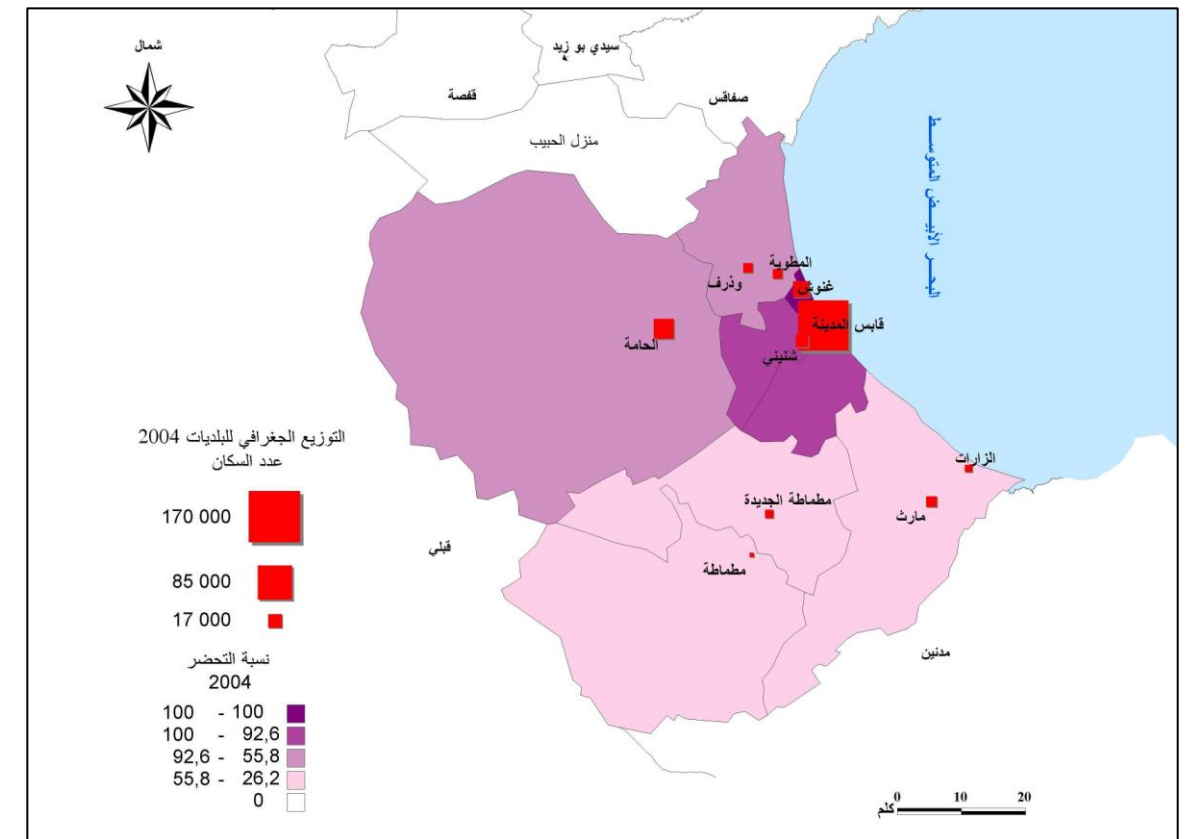 شمال
سيدي بو زيد
قفصة
صفاقس
منزل الحبيب
البحر الأبيض المتوسط
المطوية
وذرف
غنوش
قابس المدينة
شنيني
الحامة
الزارات
مارث
مطماطة الجديدة
مطماطة
قبلي
مدنين
التوزيع الجغرافي للبلديات 2004
عدد السكان
170 000
85 000
17 000
نسبة التحضر
2004
100 - 100
100 - 92,6
92,6 - 55,8
55,8 - 26,2
0
0 10 20
كلم